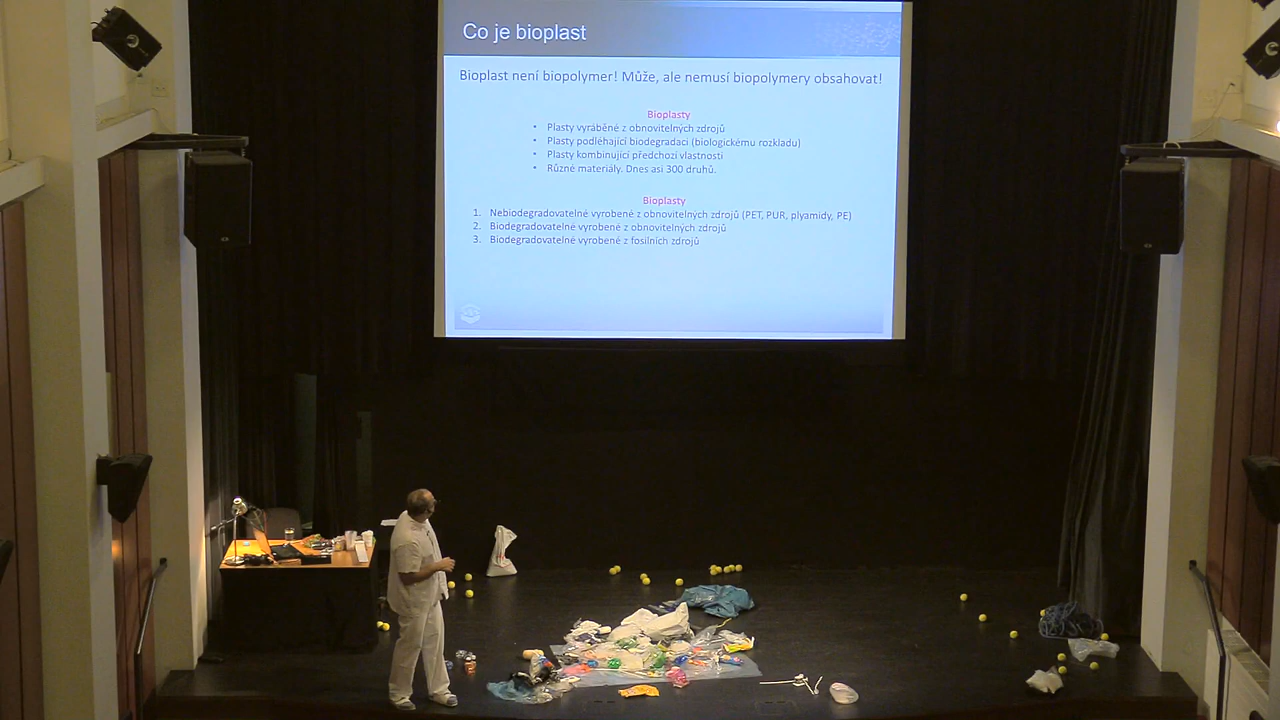 Co je bioplast
Bioplast není biopolymer! Může, ale nemusí biopolymery obsahovat!
Bioplasty
• Plasty vyráběné z obnovitelných zdrojů
• Plasty podléhající biodegradaci (biologickému rozkladu)
• Plasty kombinující předchozí vlastnosti
• Různé materiály. Dnes asi 300 druhů.
Bioplasty
1. Nebiodegradovatelné vyrobené z obnovitelných zdrojů (PET, PUR, plyamidy, PE)
2. Biodegradovatelné vyrobené z obnovitelných zdrojů
3. Biodegradovatelné vyrobené z fosilních zdrojů